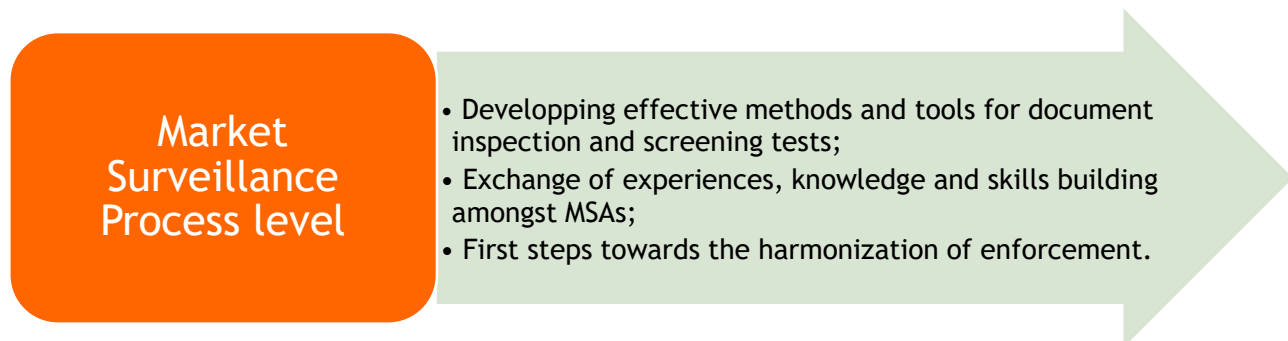 Market
Surveillance
Process level
• Developping effective methods and tools for document
inspection and screening tests;
• Exchange of experiences, knowledge and skills building
amongst MSAs;
• First steps towards the harmonization of enforcement.